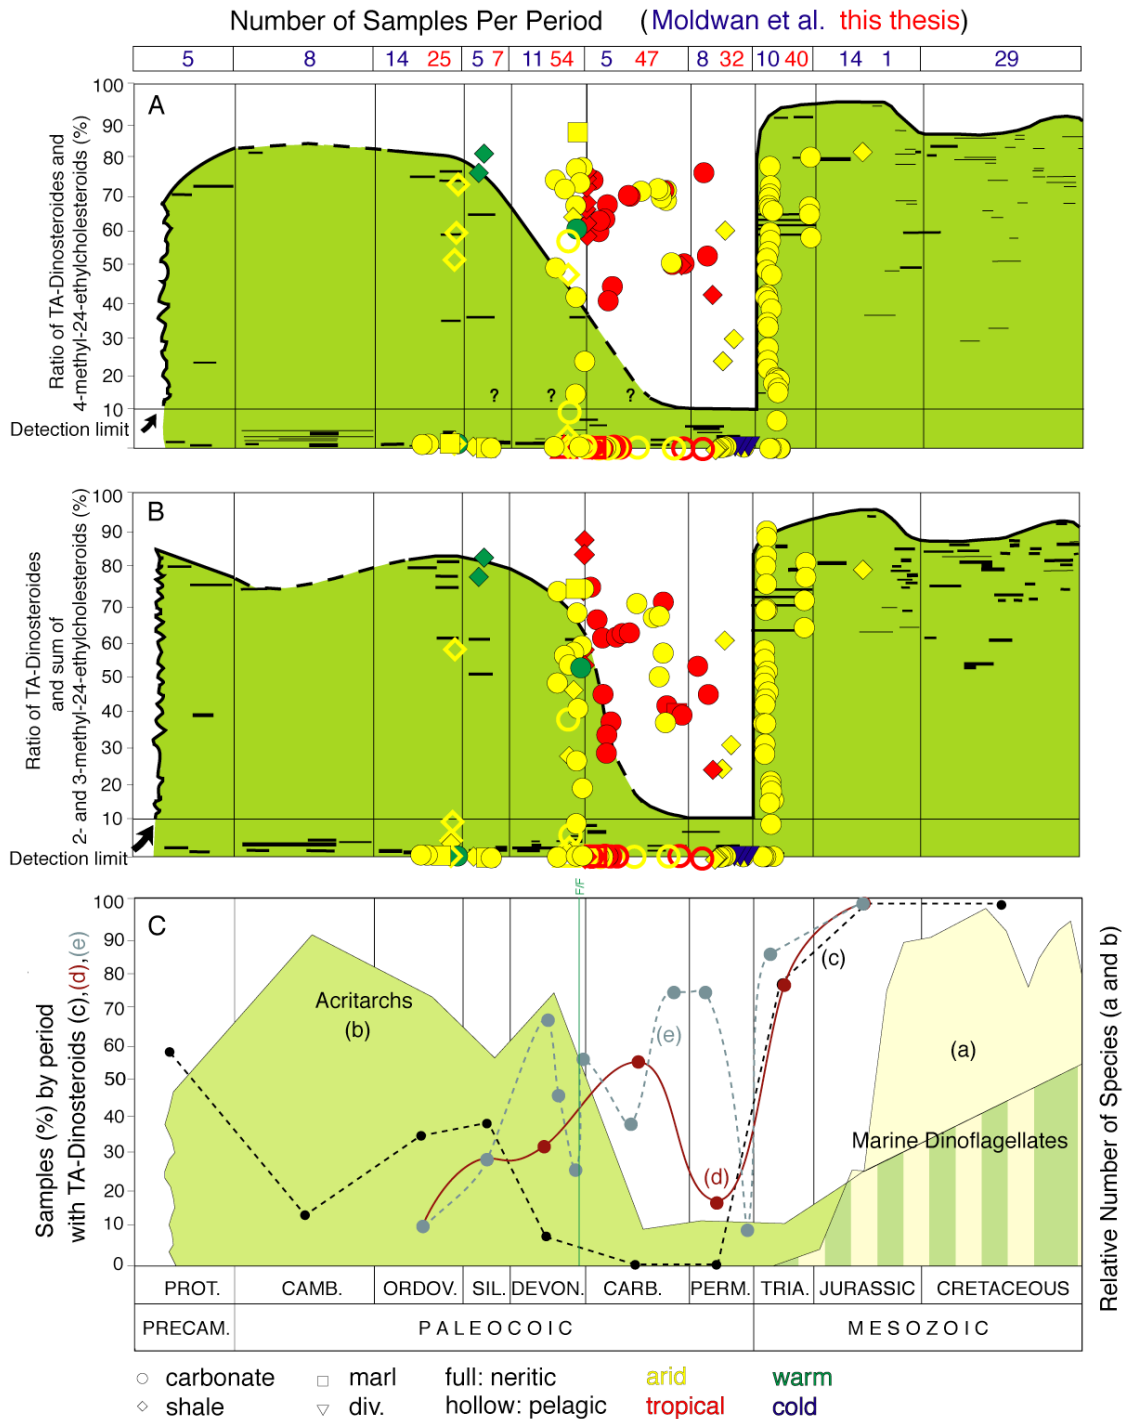 Number of Samples Per Period (Moldwan et al. this thesis)
5 8 14 25 5 7 11 54 5 47 8 32 10 40 14 1 29
A
Ratio of TA-Dinosteroides and
4-methyl-24-ethylcholesteroids (%)
100
90
80
70
60
50
40
30
20
10
Detection limit
? ? ?
B
Ratio of TA-Dinosteroides
and sum of
2- and 3-methyl-24-ethylcholesteroids (%)
100
90
80
70
60
50
40
30
20
10
Detection limit
F/F
C
Samples (%) by period
with TA-Dinosteroids (c),(d),(e)
100
90
80
70
60
50
40
30
20
10
0
Acritarchs
(b)
(e)
(d)
(c)
(a)
Marine Dinoflagellates
Relative Number of Species (a and b)
PROT. CAMB. ORDOV. SIL. DEVON. CARB. PERM. TRIA. JURASSIC CRETACEOUS
PRECAM. PALEOCOIC MESOZOIC
carbonate marl full: neritic arid warm
shale div. hollow: pelagic tropical cold